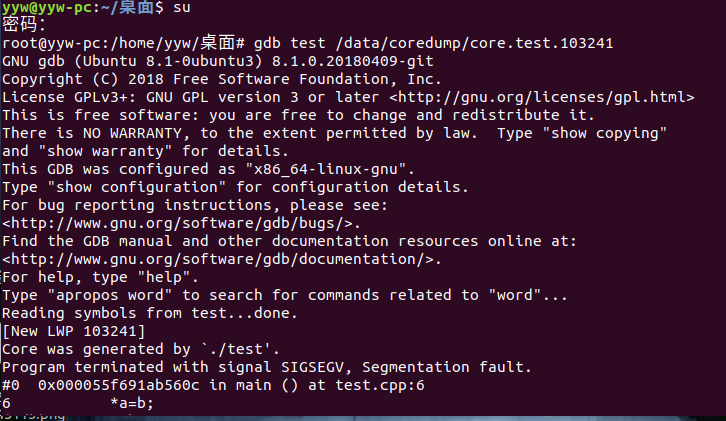 yyw@yyw-pc:~/桌面$ su
密码：
root@yyw-pc:/home/yyw/桌面# gdb test /data/coredump/core.test.103241
GNU gdb (Ubuntu 8.1-0ubuntu3) 8.1.0.20180409-git
Copyright (C) 2018 Free Software Foundation, Inc.
License GPLv3+: GNU GPL version 3 or later <http://gnu.org/licenses/gpl.html>
This is free software: you are free to change and redistribute it.
There is NO WARRANTY, to the extent permitted by law.  Type "show copying"
and "show warranty" for details.
This GDB was configured as "x86_64-linux-gnu".
Type "show configuration" for configuration details.
For bug reporting instructions, please see:
<http://www.gnu.org/software/gdb/bugs/>.
Find the GDB manual and other documentation resources online at:
<http://www.gnu.org/software/gdb/documentation/>.
For help, type "help".
Type "apropos word" to search for commands related to "word"...
Reading symbols from test...done.
[New LWP 103241]
Core was generated by `./test'.
Program terminated with signal SIGSEGV, Segmentation fault.
#0  0x000055f691ab560c in main () at test.cpp:6
6           *a=b;